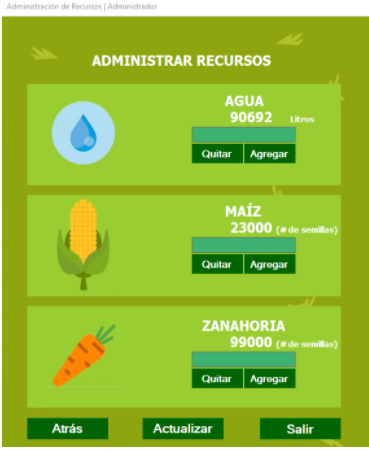 Administración de Recursos | Administrador
ADMINISTRAR RECURSOS
AGUA
90692 Litros
Quitar Agregar
MAÍZ
23000 (# de semillas)
Quitar Agregar
ZANAHORIA
99000 (# de semillas)
Quitar Agregar
Atrás Actualizar Salir